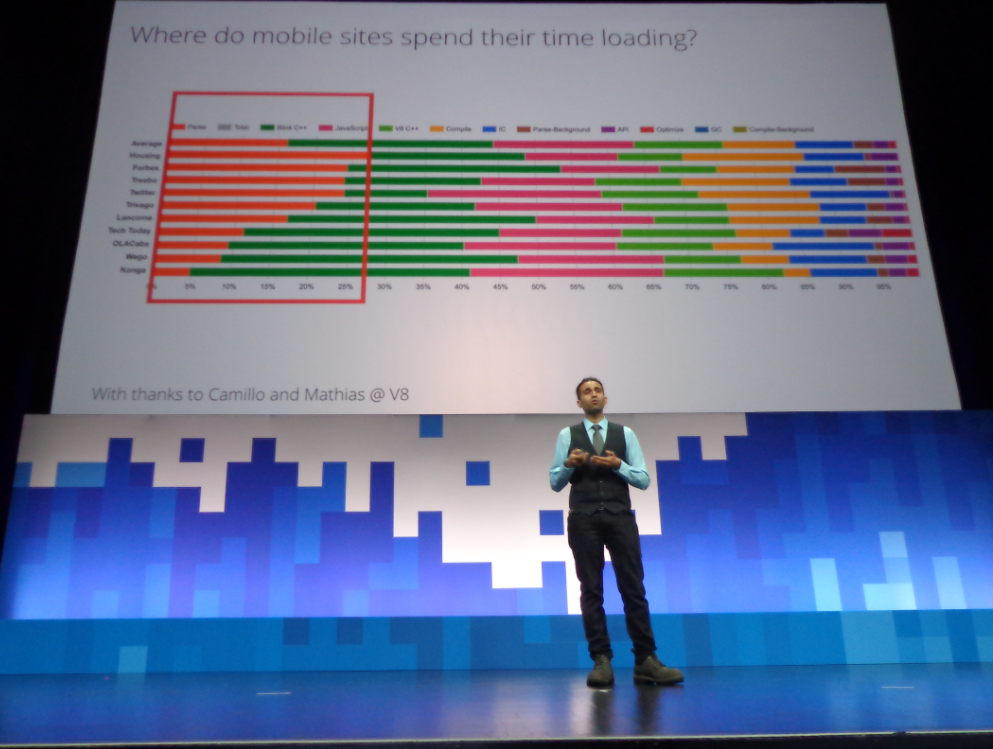 Where do mobile sites spend their time loading?
Parse Total Block C++ JavaScript V8 C++ Compile IC Parse-Background API Optimize SIC Compile-Background
Average
Housing
Forbes
Treebo
Twitter
Trivago
Lancome
Tech Today
OLACabs
Wego
Konga
5% 10% 15% 20% 25% 30% 35% 40% 45% 50% 55% 60% 65% 70% 75% 80% 85% 90% 95%
With thanks to Camillo and Mathias @ V8